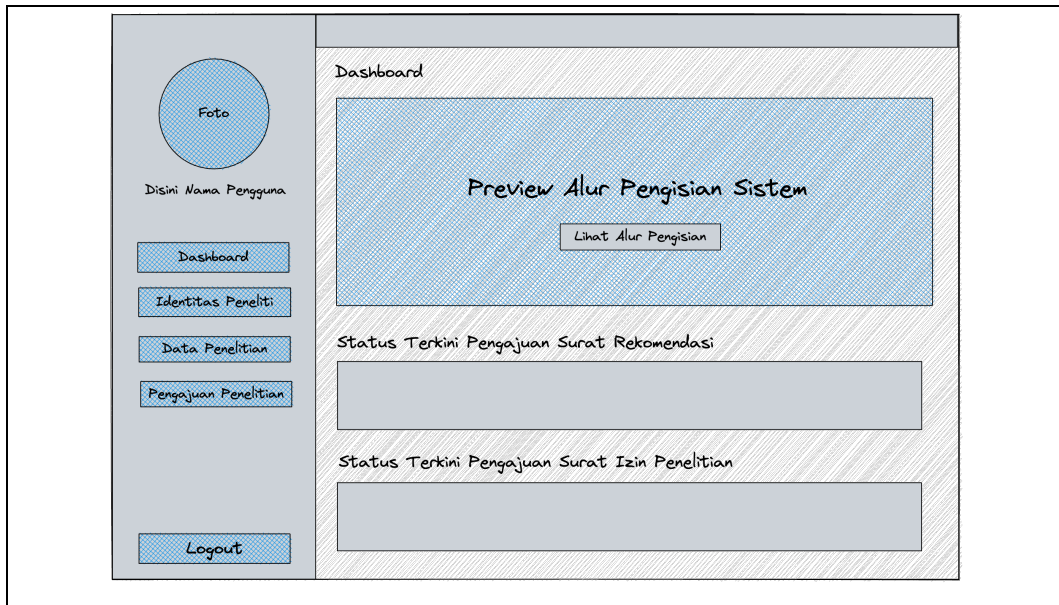 Foto
Disini Nama Pengguna
Dashboard
Identitas Peneliti
Data Penelitian
Pengajuan Penelitian
Logout
Dashboard
Preview Alur Pengisian Sistem
Lihat Alur Pengisian
Status Terkini Pengajuan Surat Rekomendasi
Status Terkini Pengajuan Surat Izin Penelitian